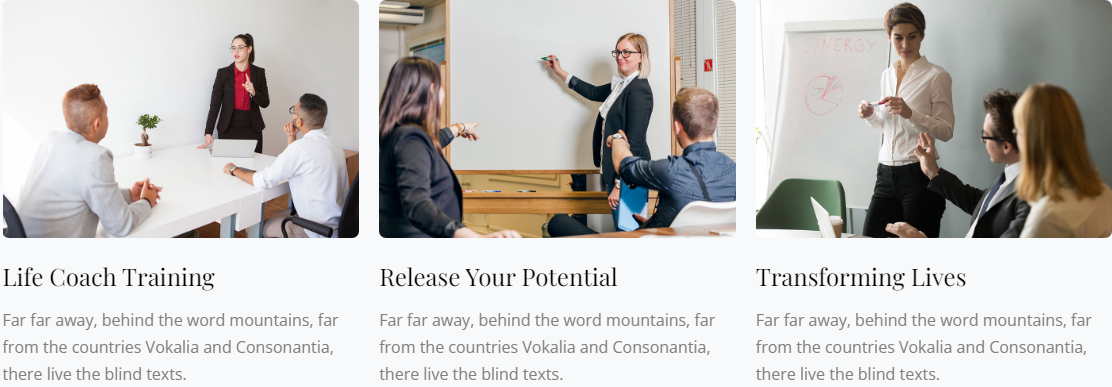 SYNERGY
Life Coach Training
Far far away, behind the word mountains, far
from the countries Vokalia and Consonantia,
there live the blind texts.
Release Your Potential
Far far away, behind the word mountains, far
from the countries Vokalia and Consonantia,
there live the blind texts.
Transforming Lives
Far far away, behind the word mountains, far
from the countries Vokalia and Consonantia,
there live the blind texts.